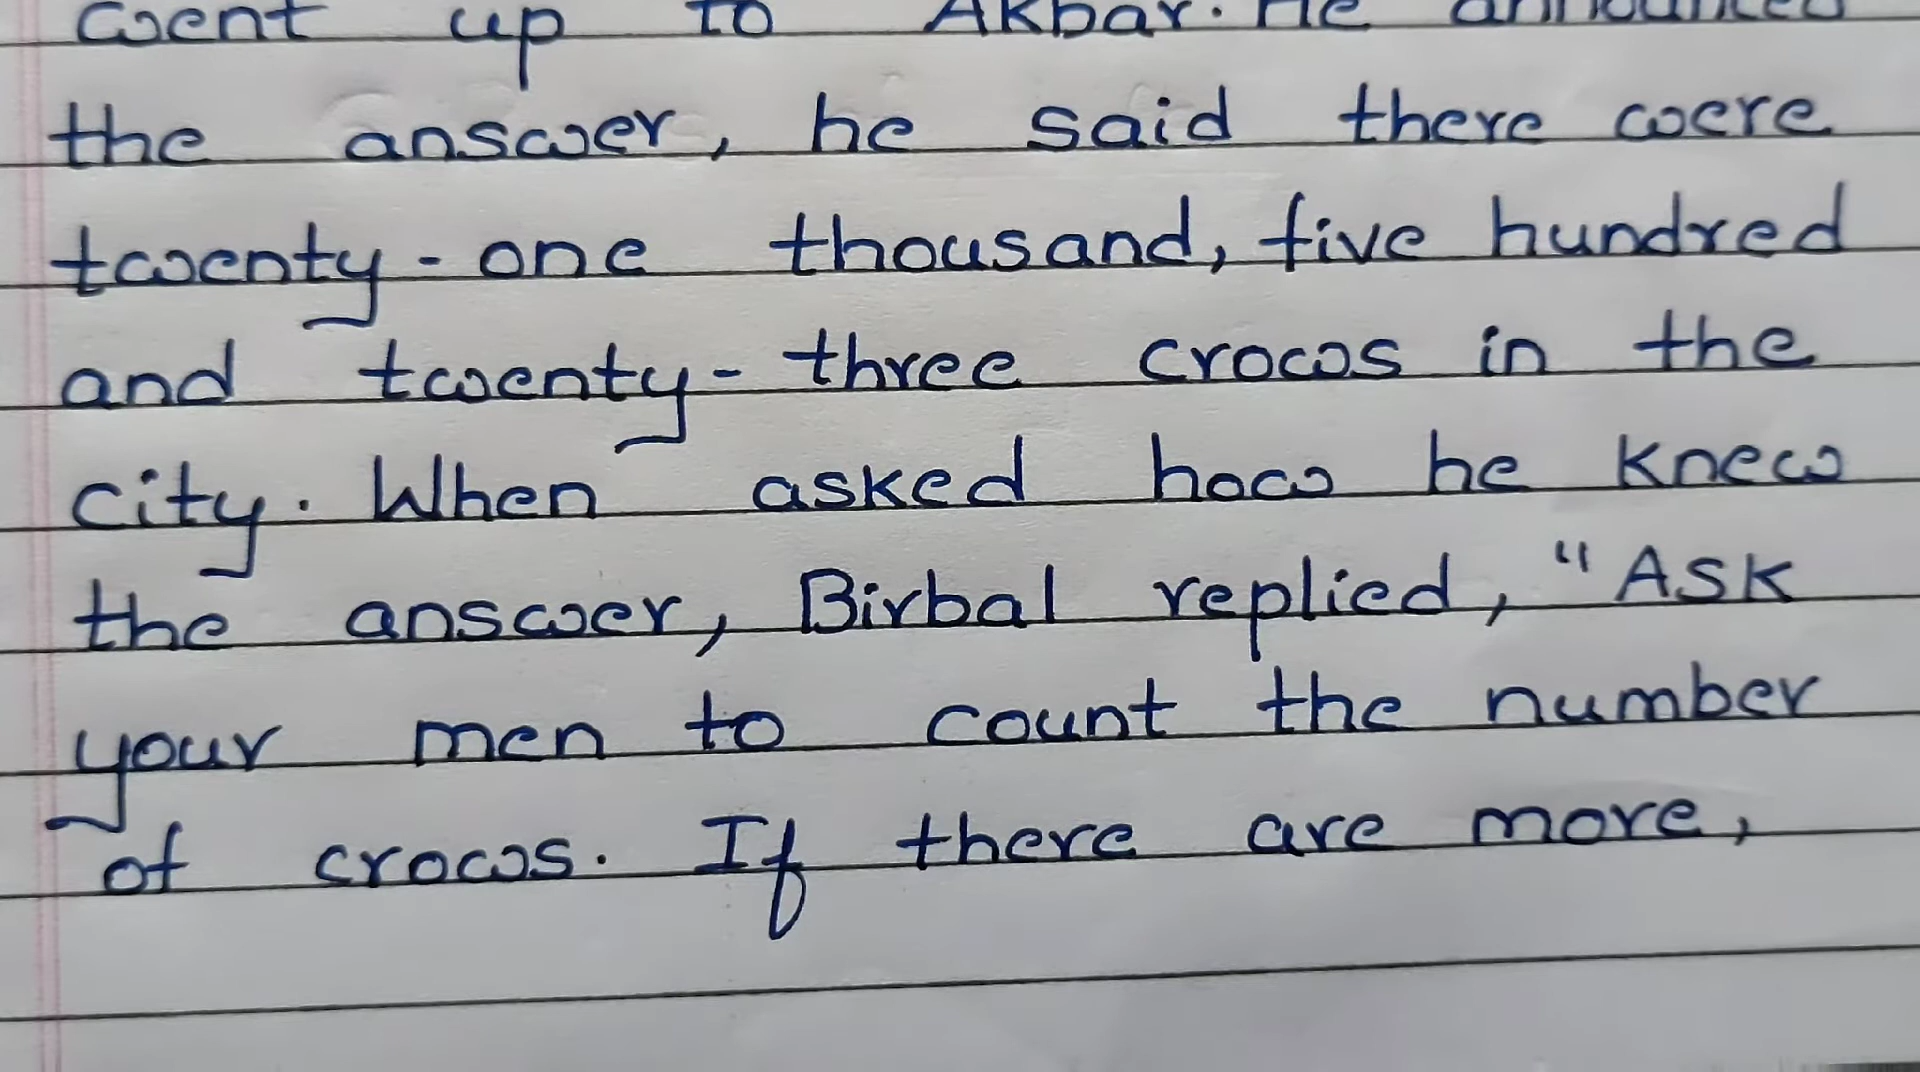 went up to Akbar. He announced
the answer, he said there were
twenty-one thousand, five hundred
and twenty-three crows in the
city. When asked how he knew
the answer, Birbal replied, "Ask
your men to count the number
of crows. If there are more,